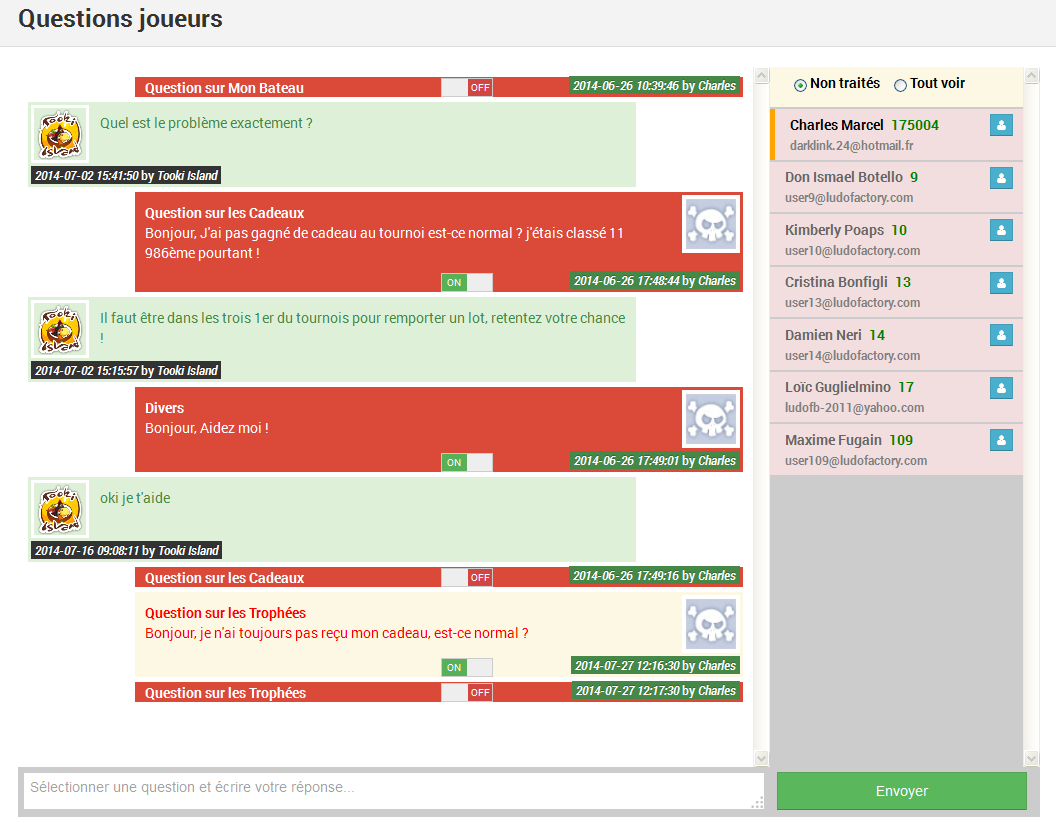 Questions joueurs
Question sur Mon Bateau
OFF
2014-06-26 10:39:46 by Charles
Tooki Island
Quel est le problème exactement ?
2014-07-02 15:41:50 by Tooki Island
Question sur les Cadeaux
Bonjour, J'ai pas gagné de cadeau au tournoi est-ce normal ? j'étais classé 11
986ème pourtant !
ON
2014-06-26 17:48:44 by Charles
Tooki Island
Il faut être dans les trois 1er du tournois pour remporter un lot, retentez votre chance
!
2014-07-02 15:15:57 by Tooki Island
Divers
Bonjour, Aidez moi !
ON
2014-06-26 17:49:01 by Charles
Tooki Island
oki je t'aide
2014-07-16 09:08:11 by Tooki Island
Question sur les Cadeaux
OFF
2014-06-26 17:49:16 by Charles
Question sur les Trophées
Bonjour, je n'ai toujours pas reçu mon cadeau, est-ce normal ?
ON
2014-07-27 12:16:30 by Charles
Question sur les Trophées
OFF
2014-07-27 12:17:30 by Charles
Non traités
Tout voir
Charles Marcel 175004
darklink.24@hotmail.fr
Don Ismael Botello 9
user9@ludofactory.com
Kimberly Poaps 10
user10@ludofactory.com
Cristina Bonfigli 13
user13@ludofactory.com
Damien Neri 14
user14@ludofactory.com
Loïc Guglielmino 17
ludofb-2011@yahoo.com
Maxime Fugain 109
user109@ludofactory.com
Sélectionner une question et écrire votre réponse...
Envoyer